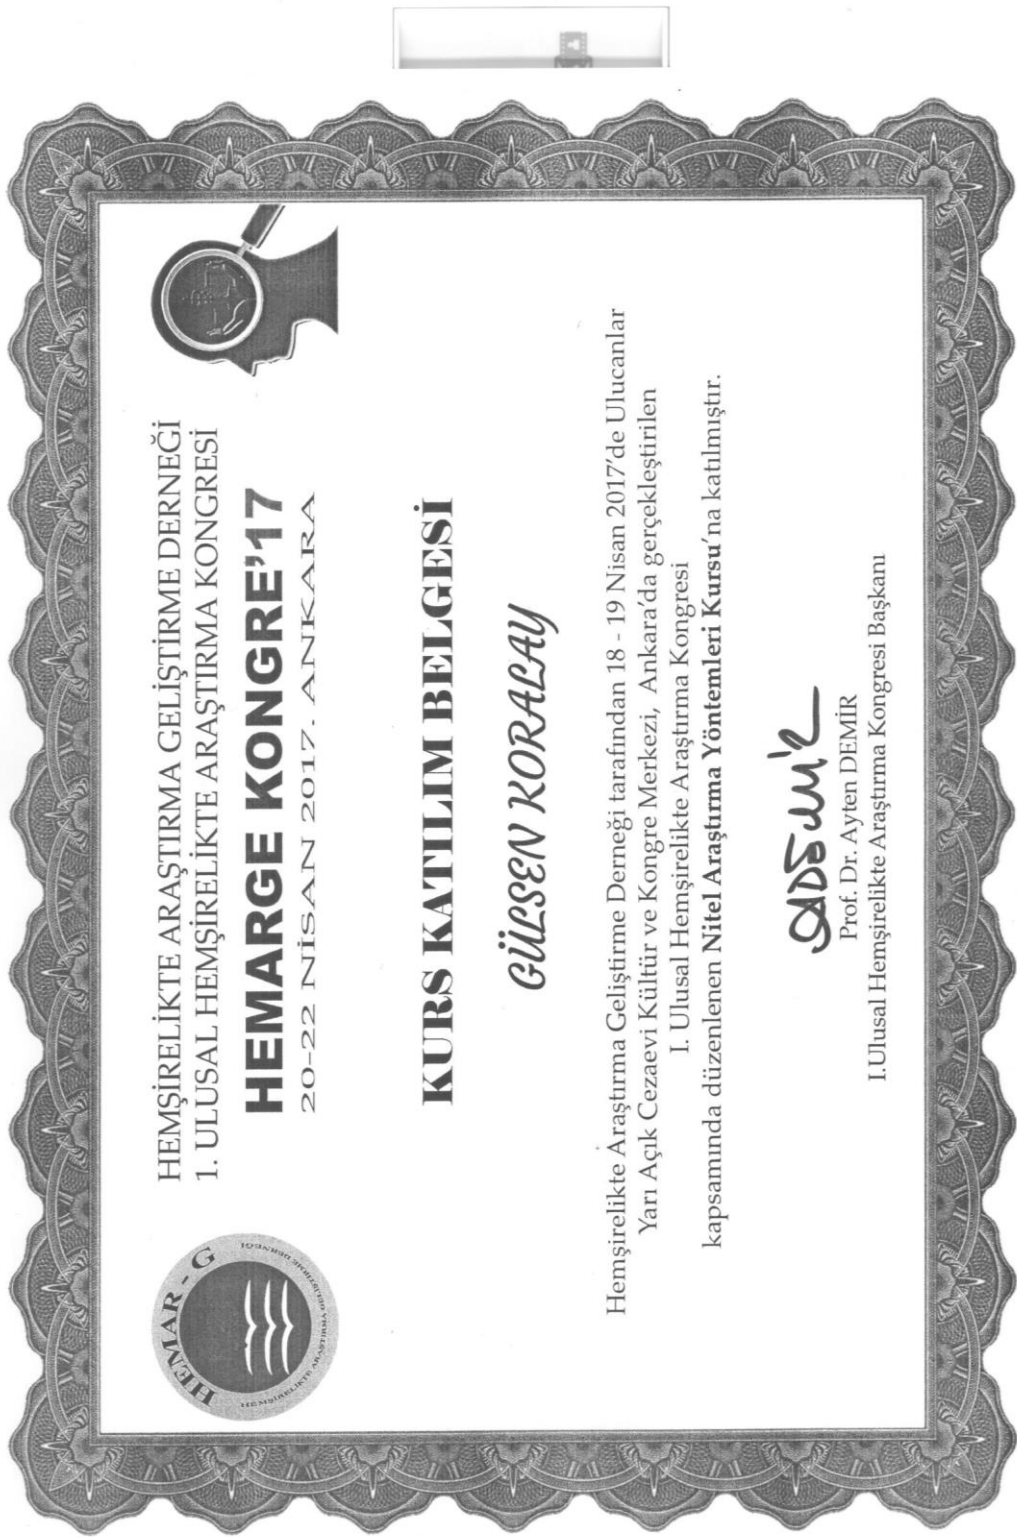 HEMAR - G
HEMŞİRELİKTE ARAŞTIRMA GELİŞTİRME DERNEĞİ
HEMŞİRELİKTE ARAŞTIRMA GELİŞTİRME DERNEĞİ
1. ULUSAL HEMŞİRELİKTE ARAŞTIRMA KONGRESİ
HEMARGE KONGRE'17
20-22 NİSAN 2017, ANKARA
KURS KATILIM BELGESİ
GÜLSEN KORALAY
Hemşirelikte Araştırma Geliştirme Derneği tarafından 18 - 19 Nisan 2017'de Ulucanlar
Yarı Açık Cezaevi Kültür ve Kongre Merkezi, Ankara'da gerçekleştirilen
I. Ulusal Hemşirelikte Araştırma Kongresi
kapsamında düzenlenen Nitel Araştırma Yöntemleri Kursu'na katılmıştır.
Prof. Dr. Ayten DEMİR
I.Ulusal Hemşirelikte Araştırma Kongresi Başkanı